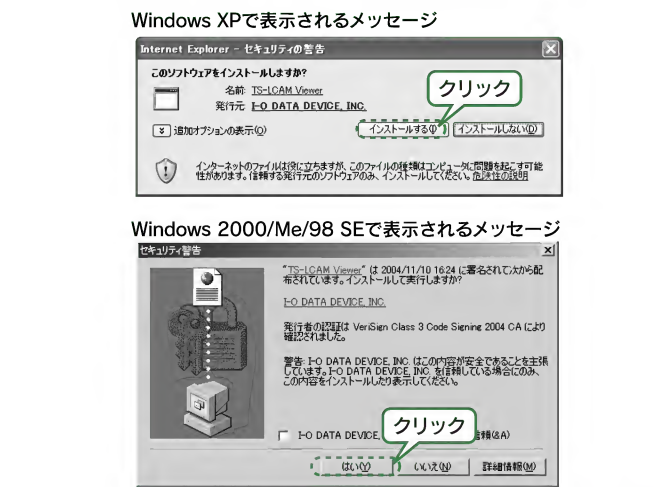 Windows XPで表示されるメッセージ
Internet Explorer - セキュリティの警告
このソフトウェアをインストールしますか?
名前: TS-LCAM Viewer
発行元: I-O DATA DEVICE, INC.
クリック
追加オプションの表示(O)
インストールする(I)
インストールしない(D)
インターネットのファイルは役に立ちますが、このファイルの種類はコンピュータに問題を起こす可能
性があります。信頼する発行元のソフトウェアのみ、インストールしてください。危険性の説明
Windows 2000/Me/98 SEで表示されるメッセージ
セキュリティ警告
"TS-LCAM Viewer" は 2004/11/10 16:24 に署名されて次から配
布されています。インストールして実行しますか?
I-O DATA DEVICE, INC.
発行者の認証は VeriSign Class 3 Code Signing 2004 CA により
確認されました。
警告: I-O DATA DEVICE, INC. はこの内容が安全であることを主張
しています。I-O DATA DEVICE, INC. を信頼している場合にのみ、
この内容をインストールしたり表示してください。
I-O DATA DEVICE, 信頼(&A)
クリック
はい(Y)
いいえ(N)
詳細情報(M)